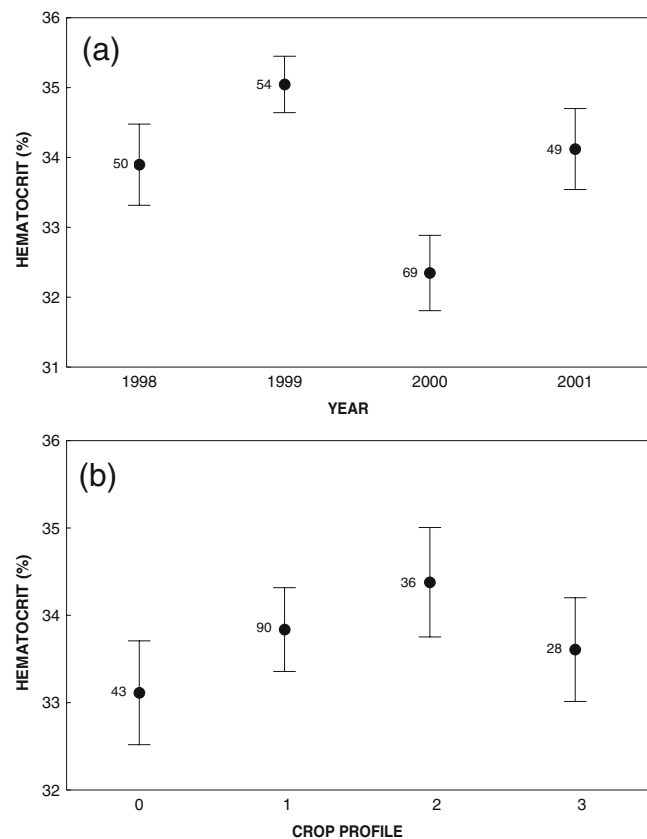 (a)
HEMATOCRIT (%)
36
35
34
33
32
31
50
54
69
49
1998 1999 2000 2001
YEAR
(b)
HEMATOCRIT (%)
36
35
34
33
32
43
90
36
28
0 1 2 3
CROP PROFILE